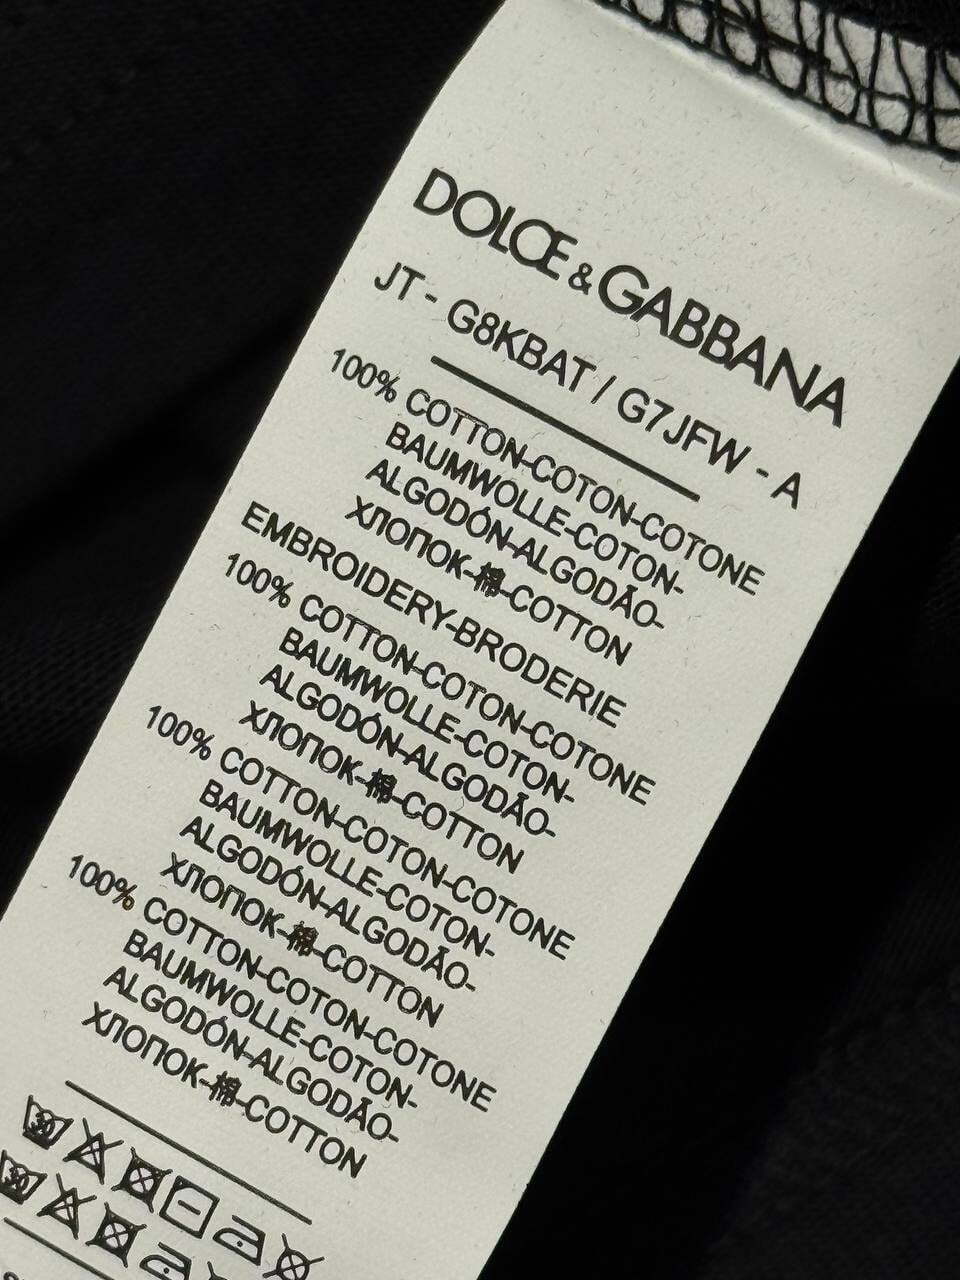 DOLCE & GABBANA
JT - G8KBAT / G7JFW - A
100% COTTON-COTON-COTONE
BAUMWOLLE-COTON-
ALGODÓN-ALGODÃO-
ХЛОПОК-棉-COTTON
EMBROIDERY-BRODERIE
100% COTTON-COTON-COTONE
BAUMWOLLE-COTON-
ALGODÓN-ALGODÃO-
ХЛОПОК-棉-COTTON
100% COTTON-COTON-COTONE
BAUMWOLLE-COTON-
ALGODÓN-ALGODÃO-
ХЛОПОК-棉-COTTON
100% COTTON-COTON-COTONE
BAUMWOLLE-COTON-
ALGODÓN-ALGODÃO-
ХЛОПОК-棉-COTTON
30
30